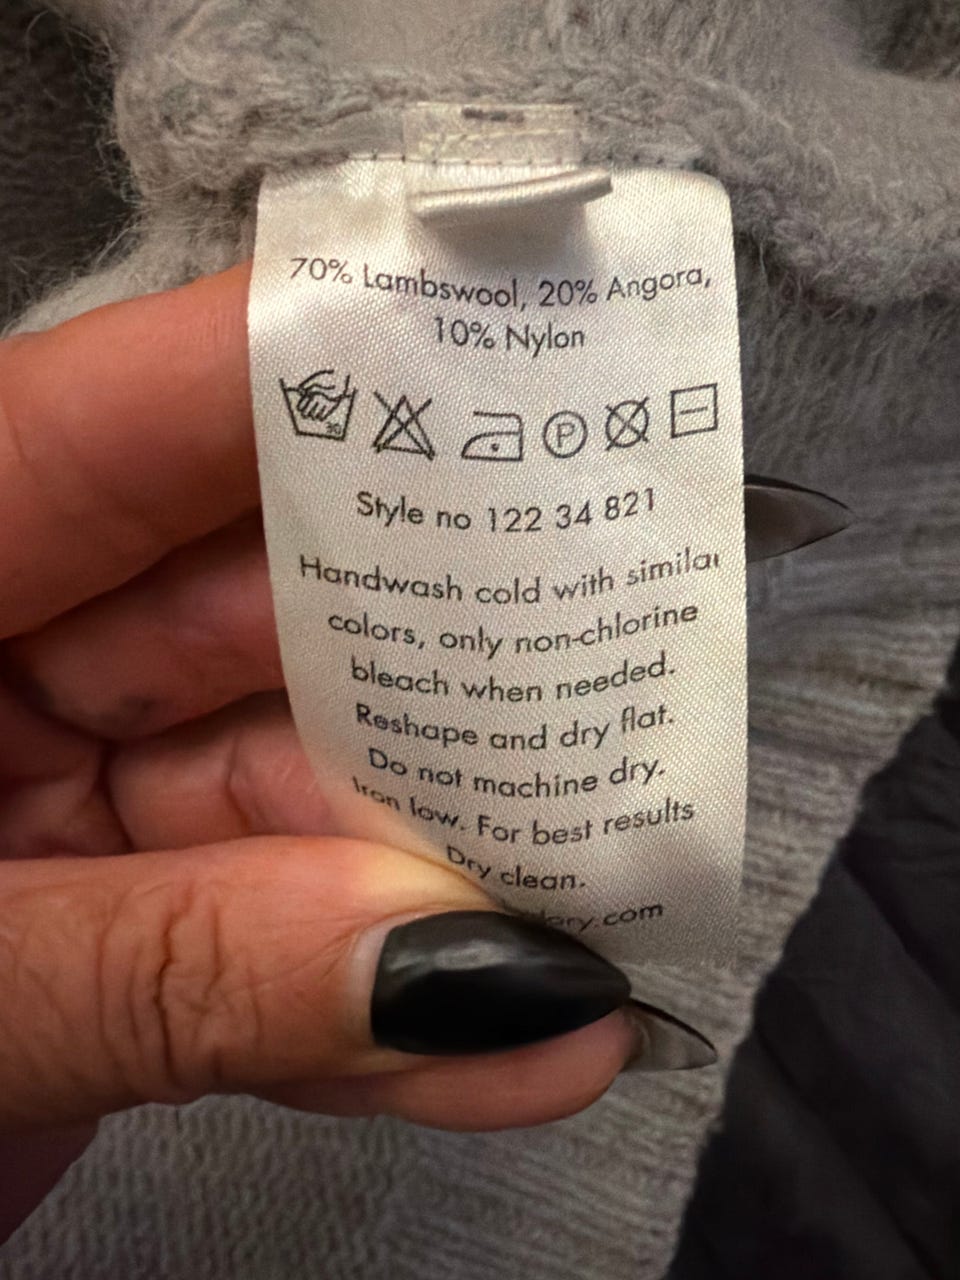 70% Lambswool, 20% Angora,
10% Nylon
30
P
Style no 122 34 821
Handwash cold with similar
colors, only non-chlorine
bleach when needed.
Reshape and dry flat.
Do not machine dry.
Iron low. For best results
Dry clean.